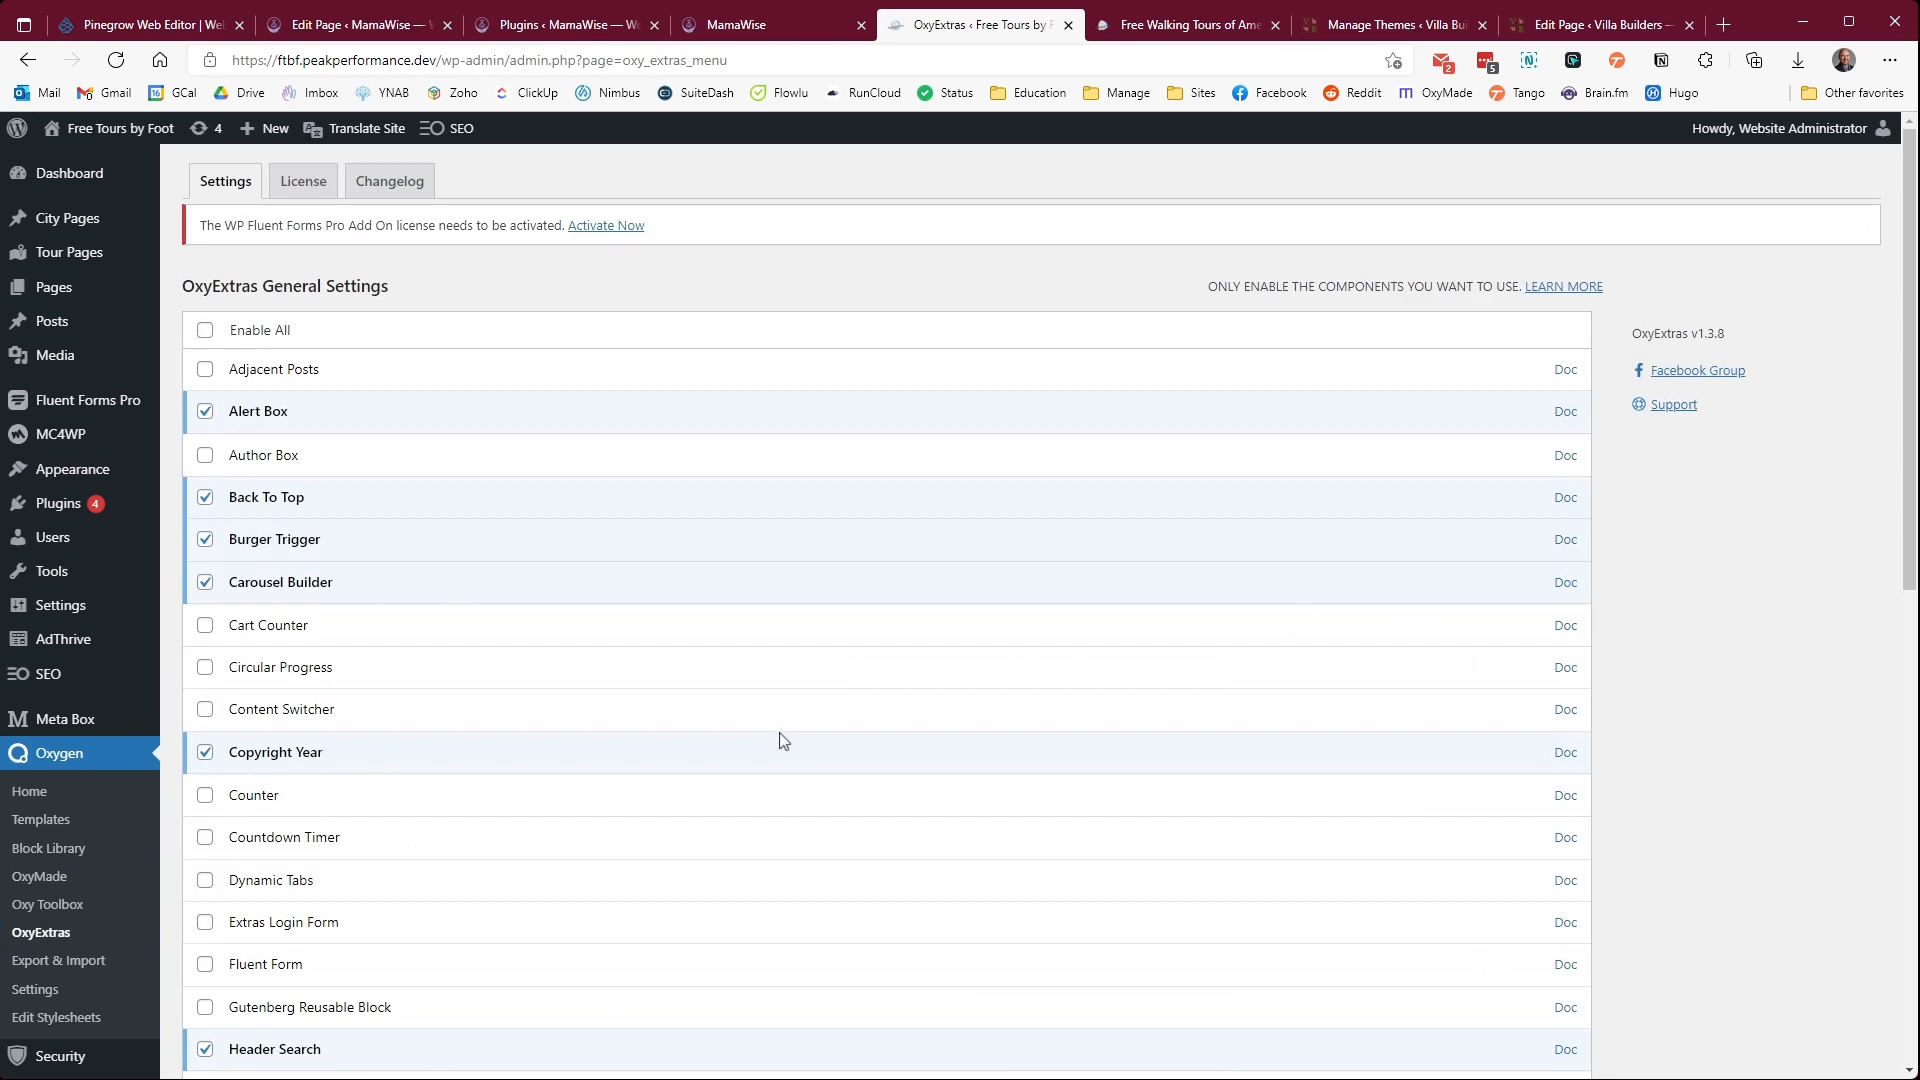 Pinegrow Web Editor | We
Edit Page ‹ MamaWise —
Plugins ‹ MamaWise — Wo
MamaWise
OxyExtras ‹ Free Tours by F
Free Walking Tours of Ame
Manage Themes ‹ Villa Bui
Edit Page ‹ Villa Builders —
https://ftbf.peakperformance.dev/wp-admin/admin.php?page=oxy_extras_menu
2
5
Mail
Gmail
16
GCal
Drive
Imbox
YNAB
Zoho
ClickUp
Nimbus
SuiteDash
Flowlu
RunCloud
Status
Education
Manage
Sites
Facebook
Reddit
OxyMade
Tango
Brain.fm
Hugo
Other favorites
Free Tours by Foot
4
New
Translate Site
SEO
Howdy, Website Administrator
Dashboard
City Pages
Tour Pages
Pages
Posts
Media
Fluent Forms Pro
MC4WP
Appearance
Plugins 4
Users
Tools
Settings
AdThrive
SEO
Meta Box
Oxygen
Home
Templates
Block Library
OxyMade
Oxy Toolbox
OxyExtras
Export & Import
Settings
Edit Stylesheets
Security
Settings
License
Changelog
The WP Fluent Forms Pro Add On license needs to be activated. Activate Now
OxyExtras General Settings
ONLY ENABLE THE COMPONENTS YOU WANT TO USE. LEARN MORE
Enable All
Adjacent Posts Doc
Alert Box Doc
Author Box Doc
Back To Top Doc
Burger Trigger Doc
Carousel Builder Doc
Cart Counter Doc
Circular Progress Doc
Content Switcher Doc
Copyright Year Doc
Counter Doc
Countdown Timer Doc
Dynamic Tabs Doc
Extras Login Form Doc
Fluent Form Doc
Gutenberg Reusable Block Doc
Header Search Doc
OxyExtras v1.3.8
Facebook Group
Support